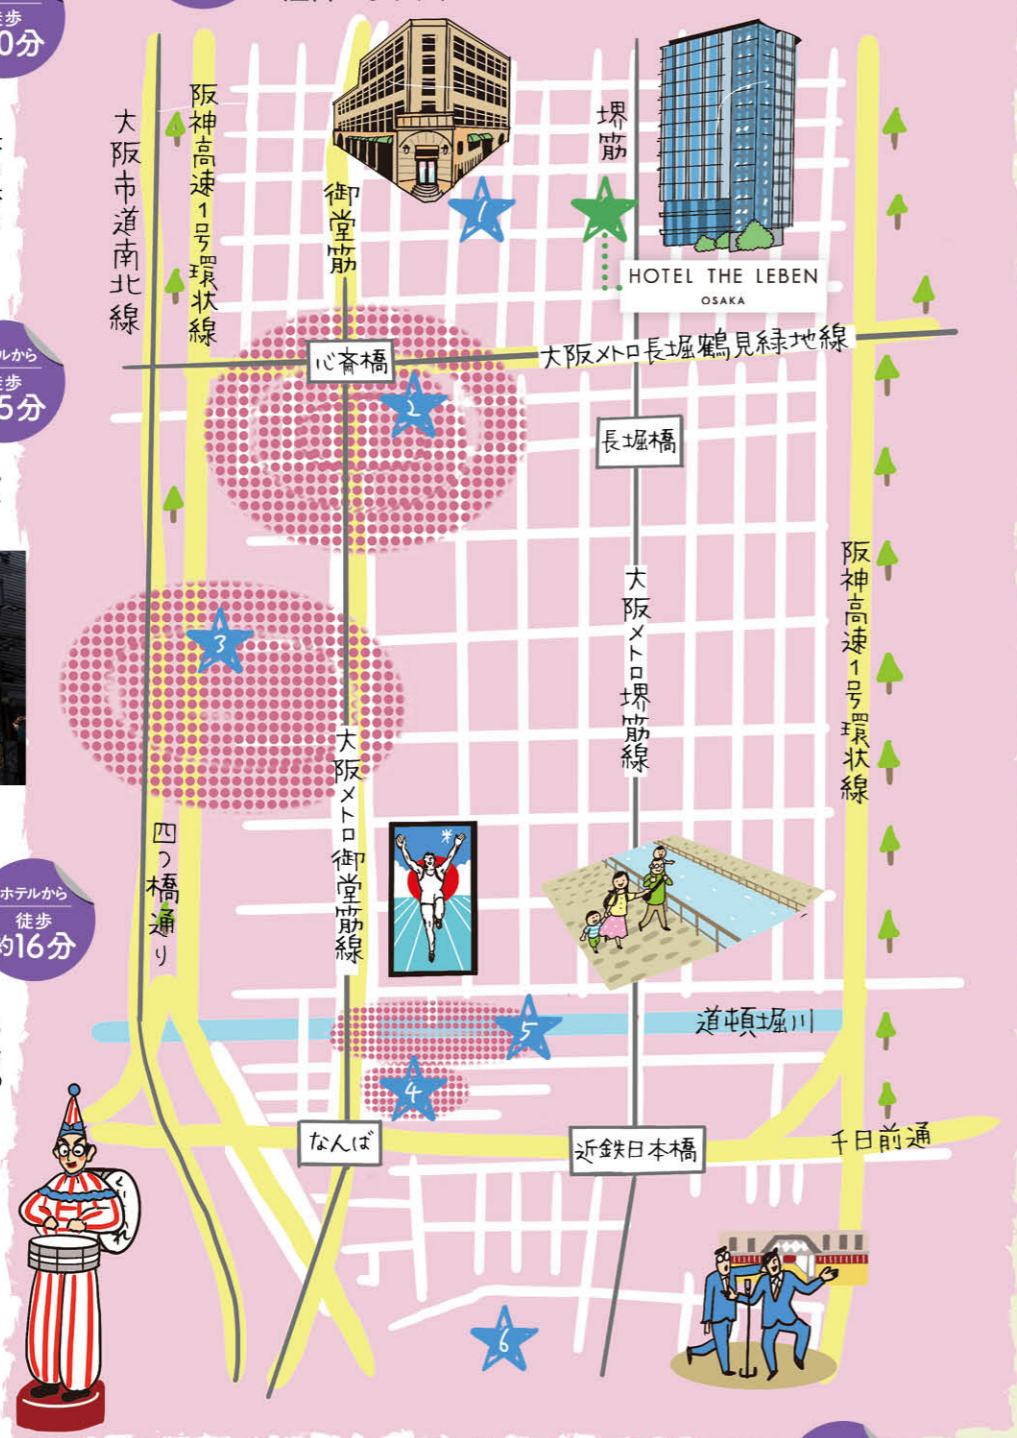 徒歩
0分
大阪市道南北線
阪神高速1号環状線
御堂筋
堺筋
1
HOTEL THE LEBEN
OSAKA
ルから
徒歩
5分
心斎橋
大阪メトロ長堀鶴見緑地線
2
長堀橋
大阪メトロ堺筋線
阪神高速1号環状線
3
大阪メトロ御堂筋線
四つ橋通り
ホテルから
徒歩
約16分
道頓堀川
5
4
なんば
近鉄日本橋
千日前通
6